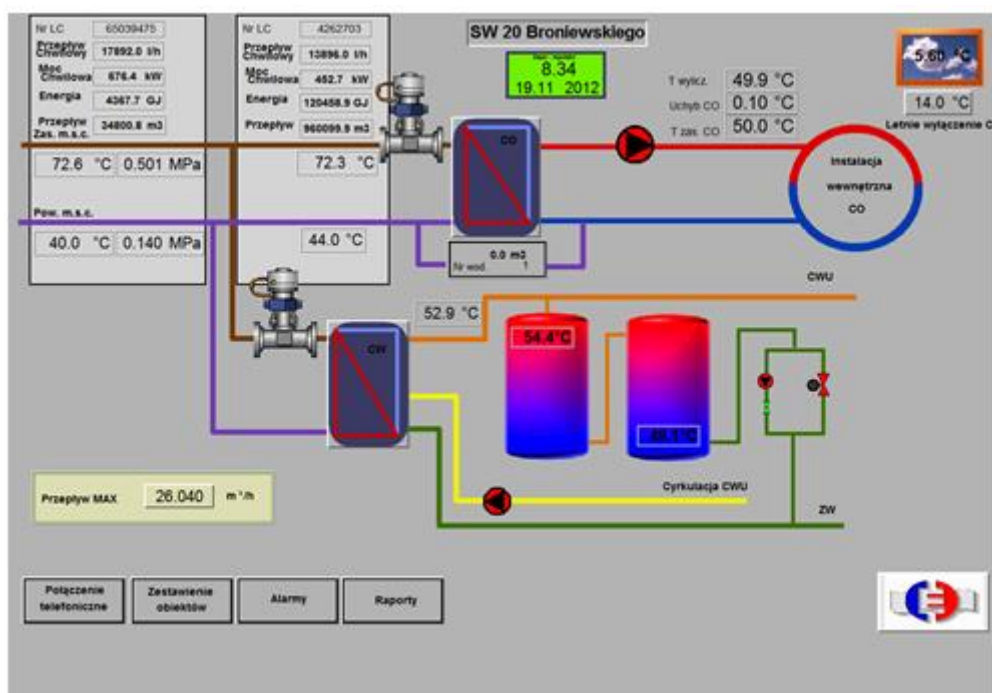 SW 20 Broniewskiego
8.34
19.11 2012
Nr LC 65039475
Przepływ Chwilowy 17892.0 l/h
Moc Chwilowa 676.4 kW
Energia 4367.7 GJ
Przepływ 34800.8 m3
Zas. m.s.c.
72.6 °C 0.501 MPa
Pow. m.s.c.
40.0 °C 0.140 MPa
Nr LC 4262703
Przepływ Chwilowy 13896.0 l/h
Moc Chwilowa 452.7 kW
Energia 120458.9 GJ
Przepływ 960099.9 m3
72.3 °C
44.0 °C
CO
0.0 m3
Nr wod. 1
T wylicz. 49.9 °C
Uchyb CO 0.10 °C
T zas. CO 50.0 °C
5.60 °C
14.0 °C
Letnie wyłączenie C
Instalacja
wewnętrzna
CO
CWU
52.9 °C
CW
54.4°C
Cyrkulacja CWU
ZW
Przepływ MAX 26.040 m³/h
Połączenie
telefoniczne
Zestawienie
obiektów
Alarmy
Raporty